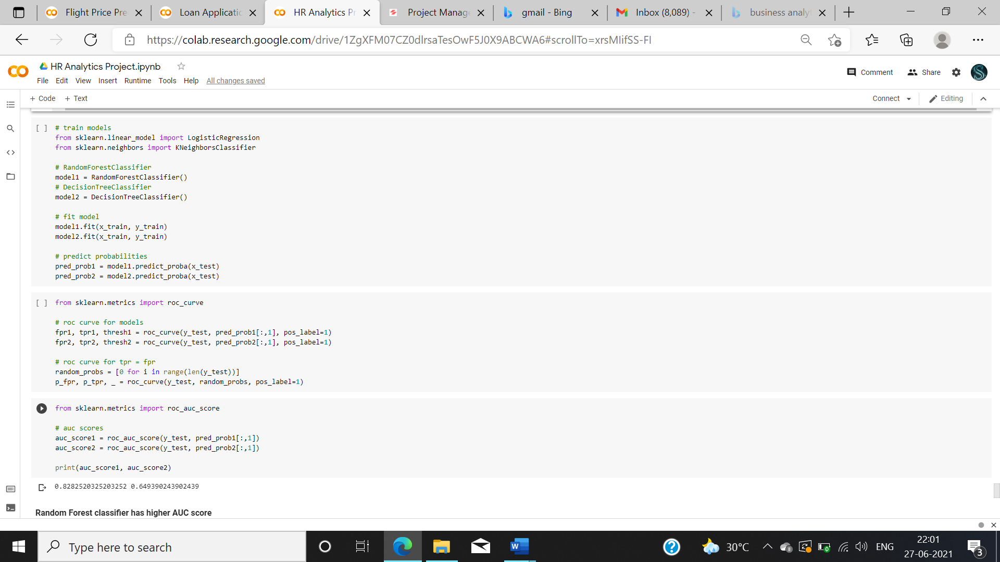 Flight Price Pre
Loan Applicatio
HR Analytics Pr
Project Manage
gmail - Bing
Inbox (8,089) -
business analyt
https://colab.research.google.com/drive/1ZgXFM07CZ0dIrsaTesOwF5J0X9ABCWA6#scrollTo=xrsMIifSS-FI
HR Analytics Project.ipynb
Comment
Share
S
File Edit View Insert Runtime Tools Help All changes saved
+ Code + Text
Connect
Editing
[ ] # train models
from sklearn.linear_model import LogisticRegression
from sklearn.neighbors import KNeighborsClassifier
# RandomForestClassifier
model1 = RandomForestClassifier()
# DecisionTreeClassifier
model2 = DecisionTreeClassifier()
# fit model
model1.fit(x_train, y_train)
model2.fit(x_train, y_train)
# predict probabilities
pred_prob1 = model1.predict_proba(x_test)
pred_prob2 = model2.predict_proba(x_test)
[ ] from sklearn.metrics import roc_curve
# roc curve for models
fpr1, tpr1, thresh1 = roc_curve(y_test, pred_prob1[:,1], pos_label=1)
fpr2, tpr2, thresh2 = roc_curve(y_test, pred_prob2[:,1], pos_label=1)
# roc curve for tpr = fpr
random_probs = [0 for i in range(len(y_test))]
p_fpr, p_tpr, _ = roc_curve(y_test, random_probs, pos_label=1)
from sklearn.metrics import roc_auc_score
# auc scores
auc_score1 = roc_auc_score(y_test, pred_prob1[:,1])
auc_score2 = roc_auc_score(y_test, pred_prob2[:,1])
print(auc_score1, auc_score2)
0.8282520325203252 0.649390243902439
Random Forest classifier has higher AUC score
Type here to search
W
?
30°C
ENG
22:01
27-06-2021
3